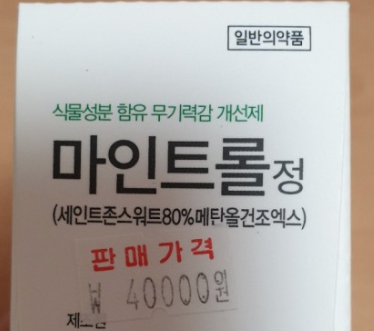 일반의약품
식물성분 함유 무기력감 개선제
마인트롤정
(세인트존스워트80%메탄올건조엑스)
판매가격
₩ 40000원